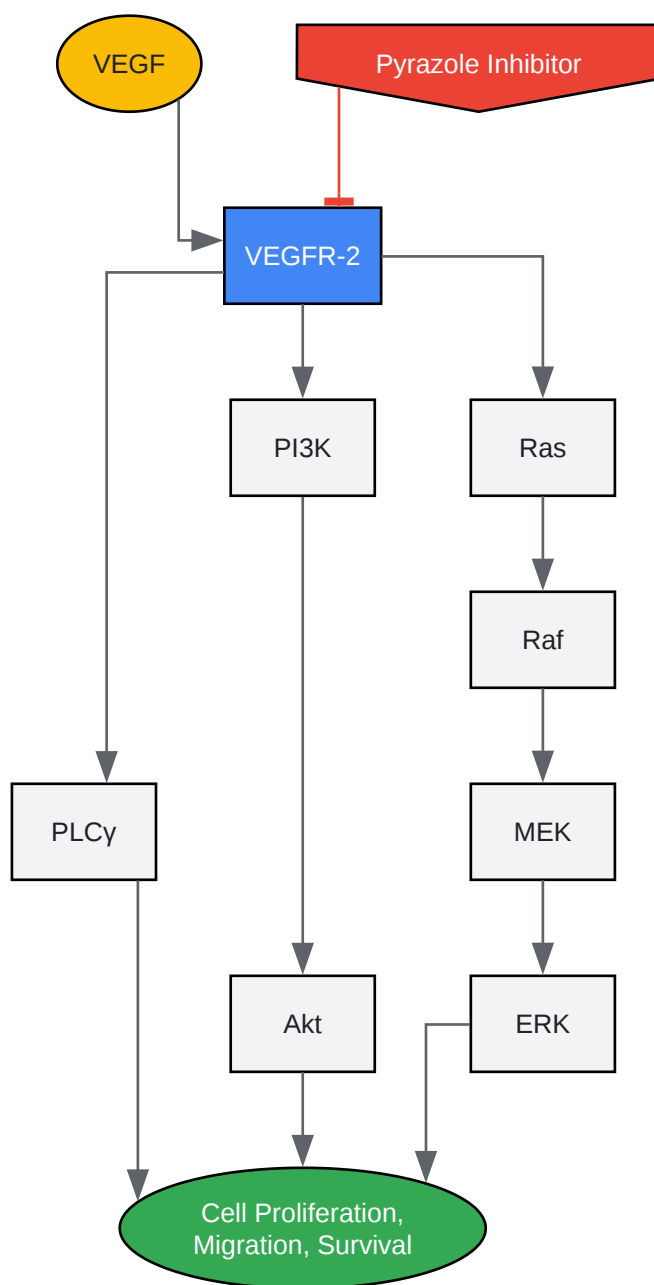 VEGF
Pyrazole Inhibitor
VEGFR-2
PI3K
Ras
Raf
PLCγ
MEK
Akt
ERK
Cell Proliferation,
Migration, Survival